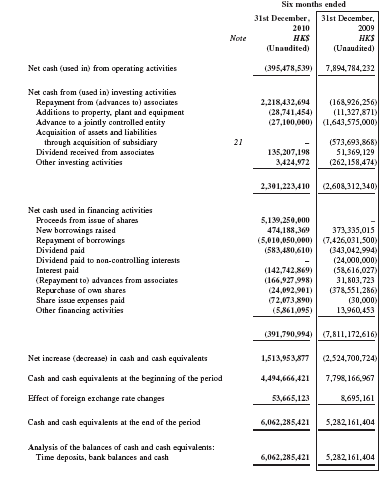 Six months ended
31st December, 31st December,
2010 2009
Note HK$ HK$
(Unaudited) (Unaudited)
Net cash (used in) from operating activities (395,478,539) 7,894,784,232
Net cash from (used in) investing activities
Repayment from (advances to) associates 2,218,432,694 (168,926,256)
Additions to property, plant and equipment (28,741,454) (11,327,871)
Advance to a jointly controlled entity (27,100,000) (1,643,575,000)
Acquisition of assets and liabilities
through acquisition of subsidiary 21 – (573,693,868)
Dividend received from associates 135,207,198 51,369,129
Other investing activities 3,424,972 (262,158,474)
2,301,223,410 (2,608,312,340)
Net cash used in financing activities
Proceeds from issue of shares 5,139,250,000 –
New borrowings raised 474,188,369 373,335,015
Repayment of borrowings (5,010,050,000) (7,426,031,500)
Dividend paid (583,480,610) (343,042,994)
Dividend paid to non-controlling interests – (24,000,000)
Interest paid (142,742,869) (58,616,027)
(Repayment to) advances from associates (166,927,998) 31,803,723
Repurchase of own shares (24,092,901) (378,551,286)
Share issue expenses paid (72,073,890) (30,000)
Other financing activities (5,861,095) 13,960,453
(391,790,994) (7,811,172,616)
Net increase (decrease) in cash and cash equivalents 1,513,953,877 (2,524,700,724)
Cash and cash equivalents at the beginning of the period 4,494,666,421 7,798,166,967
Effect of foreign exchange rate changes 53,665,123 8,695,161
Cash and cash equivalents at the end of the period 6,062,285,421 5,282,161,404
Analysis of the balances of cash and cash equivalents:
Time deposits, bank balances and cash 6,062,285,421 5,282,161,404